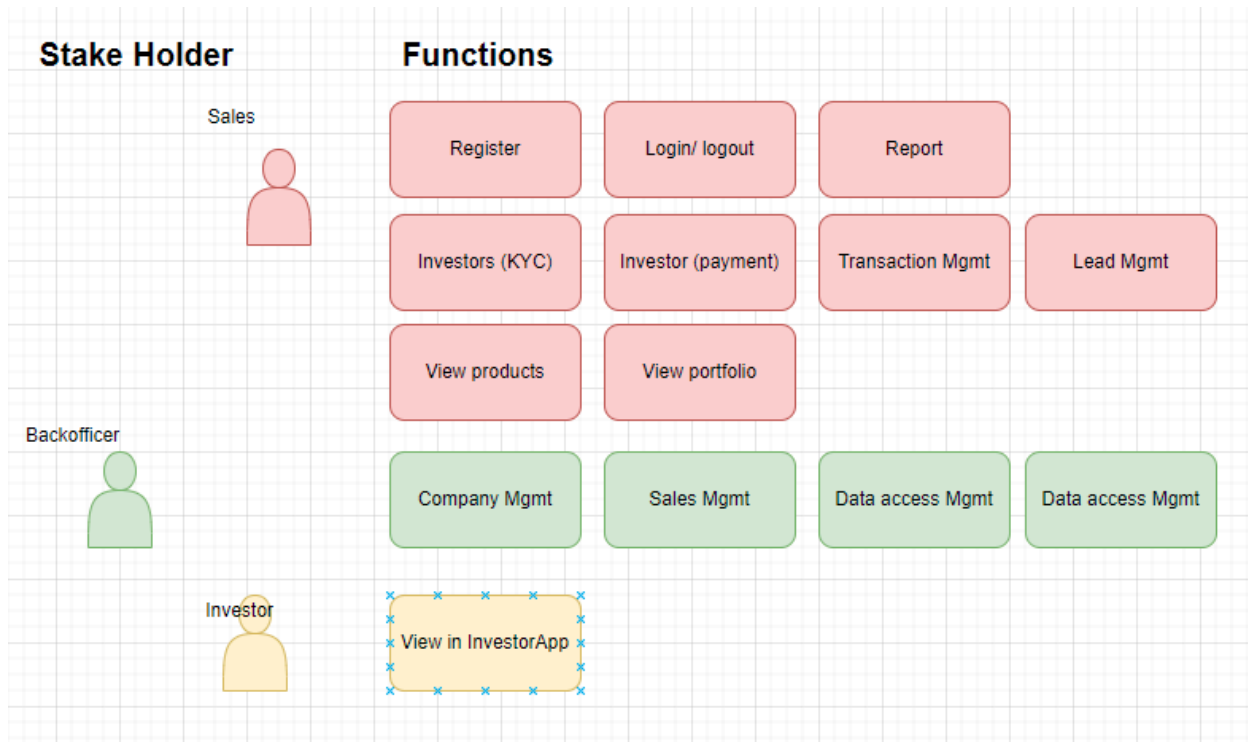 Stake Holder
Functions
Sales
Register
Login/ logout
Report
Investors (KYC)
Investor (payment)
Transaction Mgmt
Lead Mgmt
View products
View portfolio
Backofficer
Company Mgmt
Sales Mgmt
Data access Mgmt
Data access Mgmt
Investor
View in InvestorApp